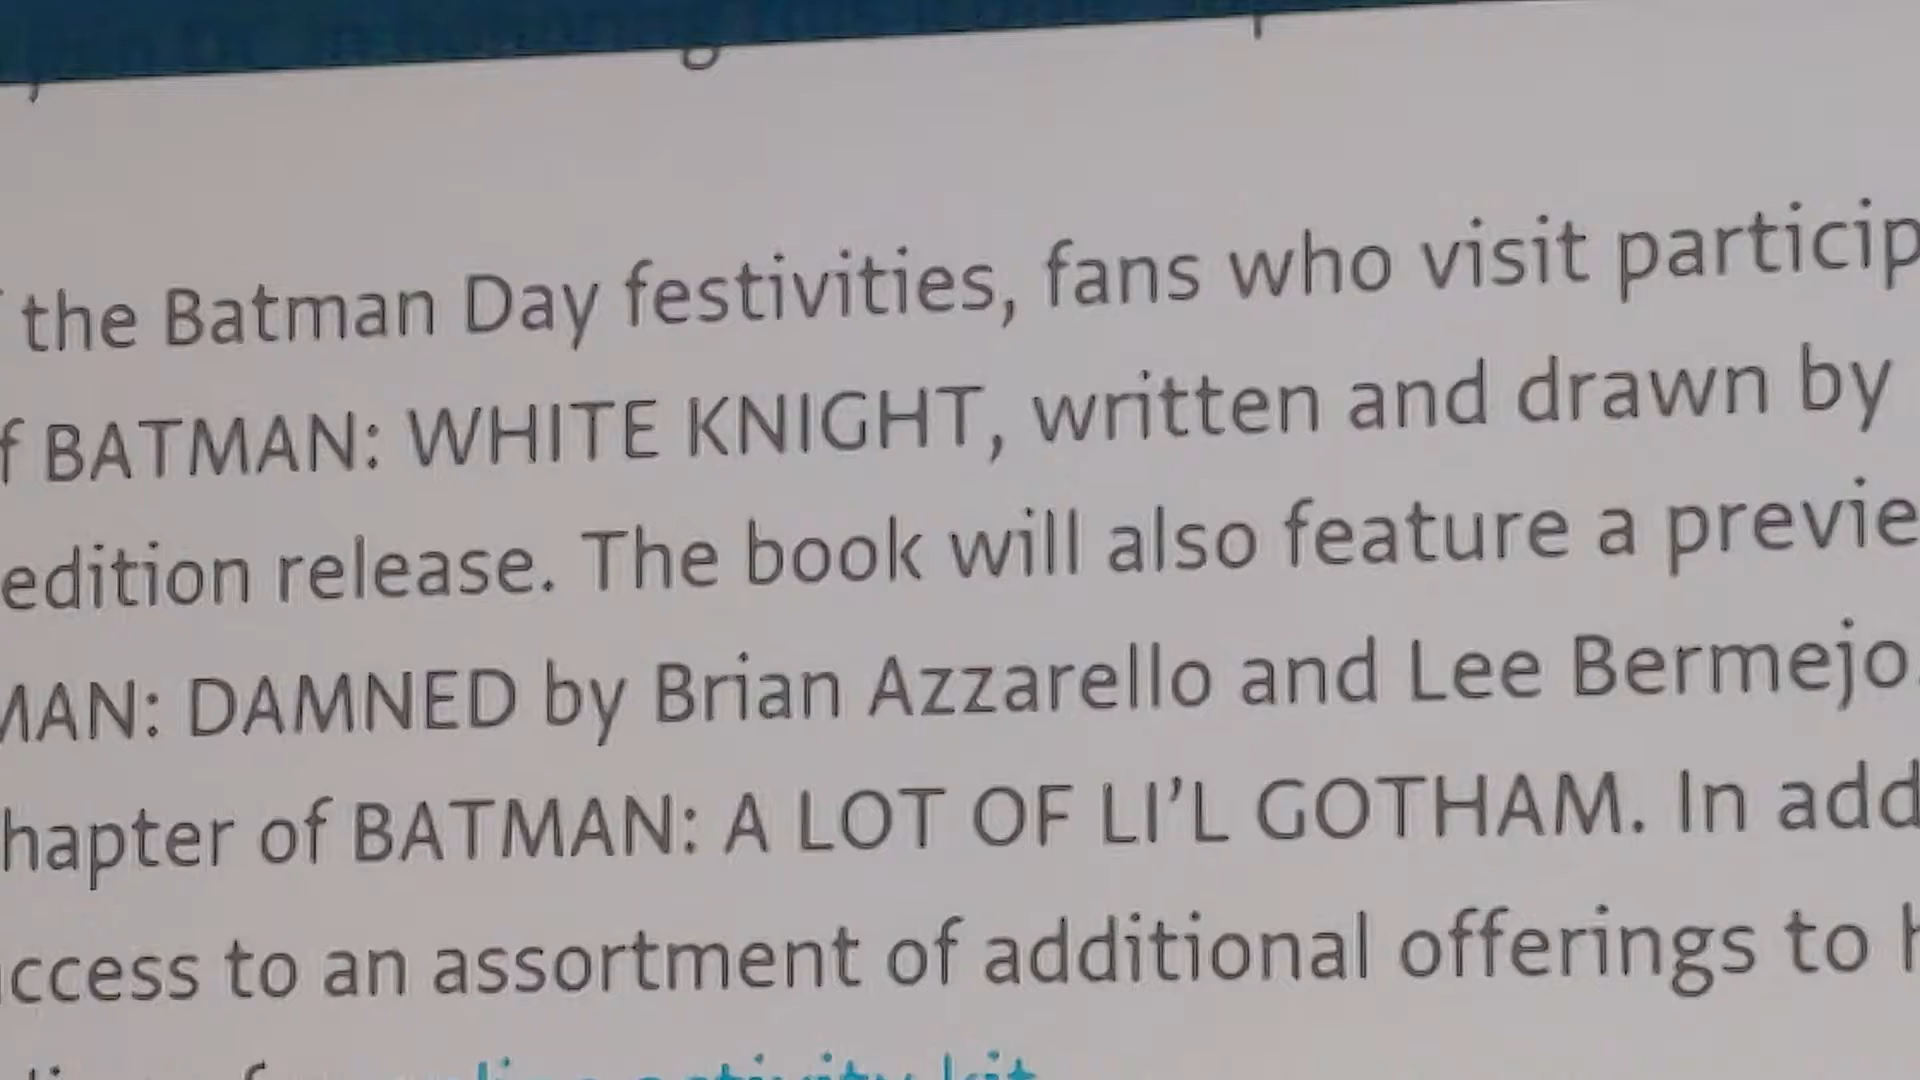 the Batman Day festivities, fans who visit particip
f BATMAN: WHITE KNIGHT, written and drawn by
edition release. The book will also feature a previe
MAN: DAMNED by Brian Azzarello and Lee Bermejo.
hapter of BATMAN: A LOT OF LI’L GOTHAM. In add
ccess to an assortment of additional offerings to h
activity kit